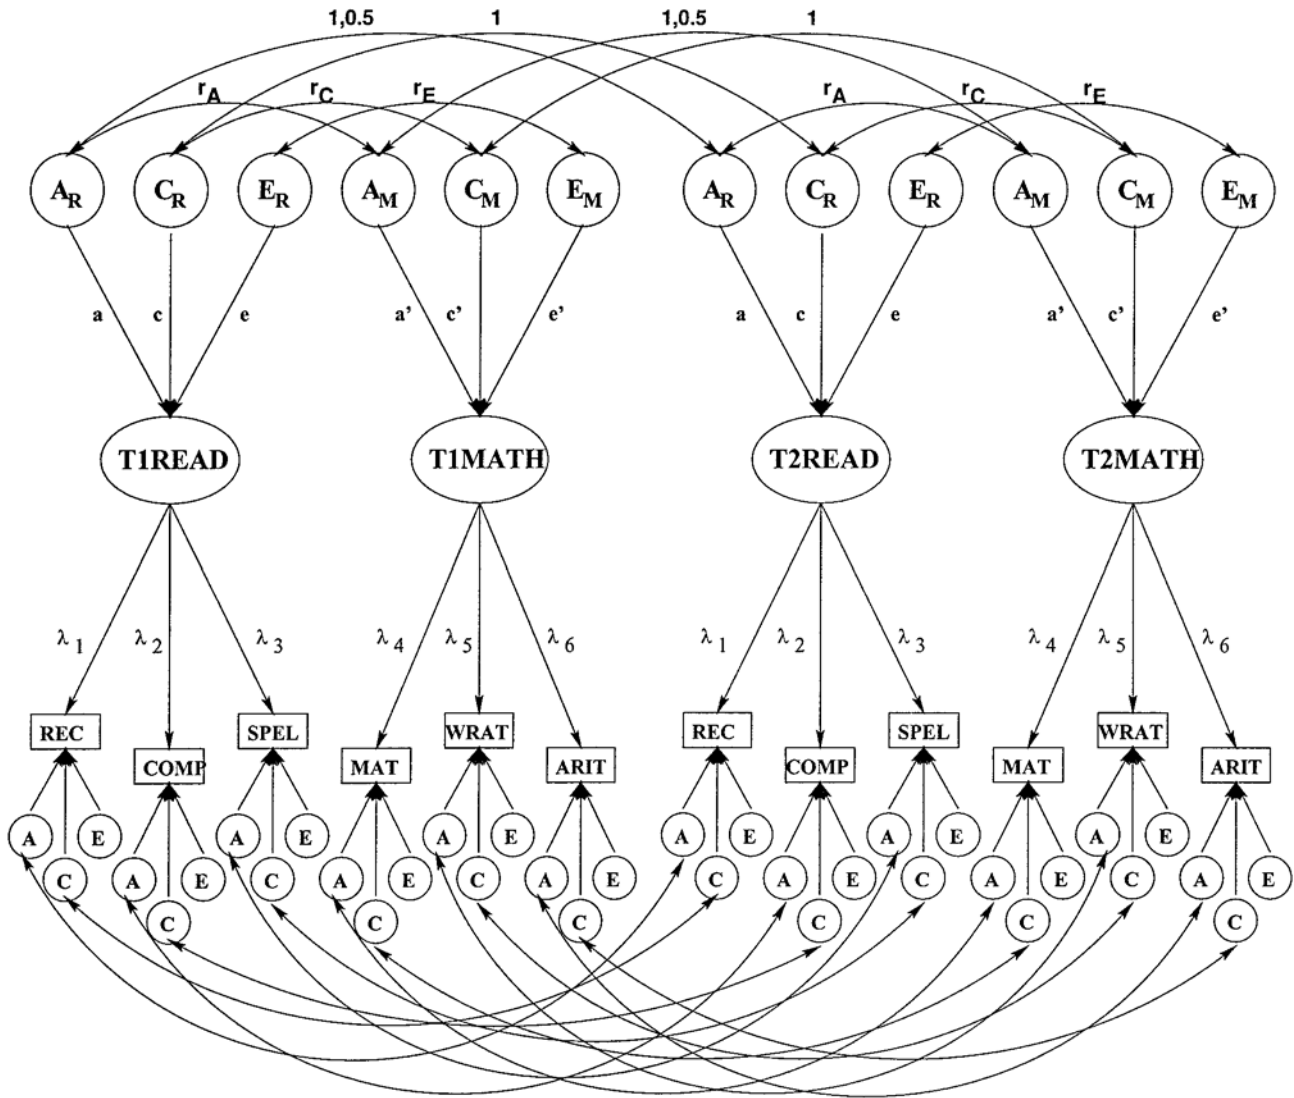 1,0.5 1 1,0.5 1
rA rC rE rA rC rE
AR CR ER AM CM EM AR CR ER AM CM EM
a c e a' c' e' a c e a' c' e'
T1READ T1MATH T2READ T2MATH
λ1 λ2 λ3 λ4 λ5 λ6 λ1 λ2 λ3 λ4 λ5 λ6
REC SPEL WRAT REC SPEL WRAT
COMP MAT ARIT COMP MAT ARIT
A E A E A E A E A E A E
C A E C A E C A E C A E C A E C A E
C C C C C C